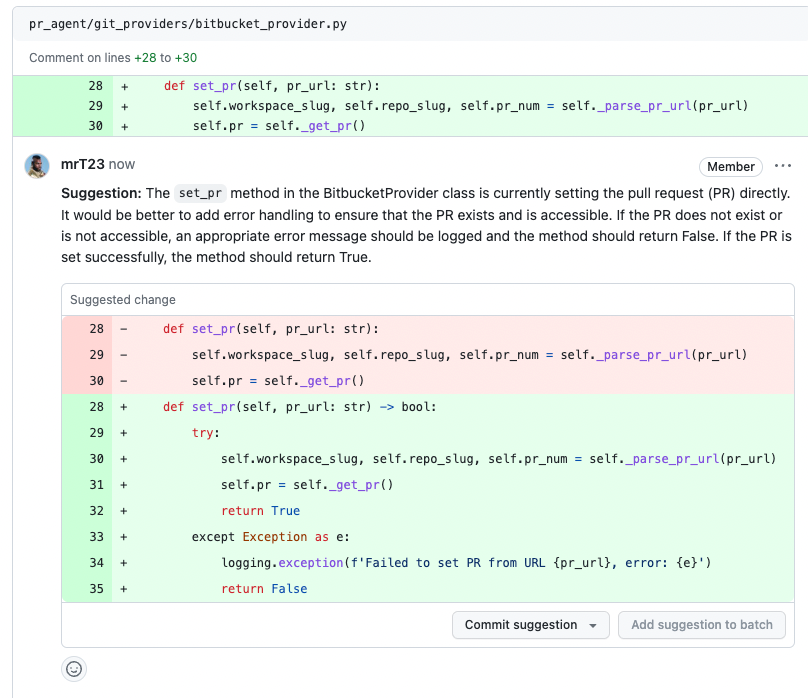 pr_agent/git_providers/bitbucket_provider.py
Comment on lines +28 to +30
28 + def set_pr(self, pr_url: str):
29 + self.workspace_slug, self.repo_slug, self.pr_num = self._parse_pr_url(pr_url)
30 + self.pr = self._get_pr()
mrT23 now
Member ...
Suggestion: The set_pr method in the BitbucketProvider class is currently setting the pull request (PR) directly.
It would be better to add error handling to ensure that the PR exists and is accessible. If the PR does not exist or
is not accessible, an appropriate error message should be logged and the method should return False. If the PR is
set successfully, the method should return True.
Suggested change
28 - def set_pr(self, pr_url: str):
29 - self.workspace_slug, self.repo_slug, self.pr_num = self._parse_pr_url(pr_url)
30 - self.pr = self._get_pr()
28 + def set_pr(self, pr_url: str) -> bool:
29 + try:
30 + self.workspace_slug, self.repo_slug, self.pr_num = self._parse_pr_url(pr_url)
31 + self.pr = self._get_pr()
32 + return True
33 + except Exception as e:
34 + logging.exception(f'Failed to set PR from URL {pr_url}, error: {e}')
35 + return False
Commit suggestion
Add suggestion to batch